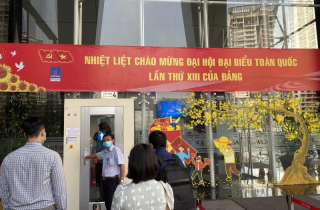 NHIỆT LIỆT CHÀO MỪNG ĐẠI HỘI ĐẠI BIỂU TOÀN QUỐC
LẦN THỨ XIII CỦA ĐẢNG